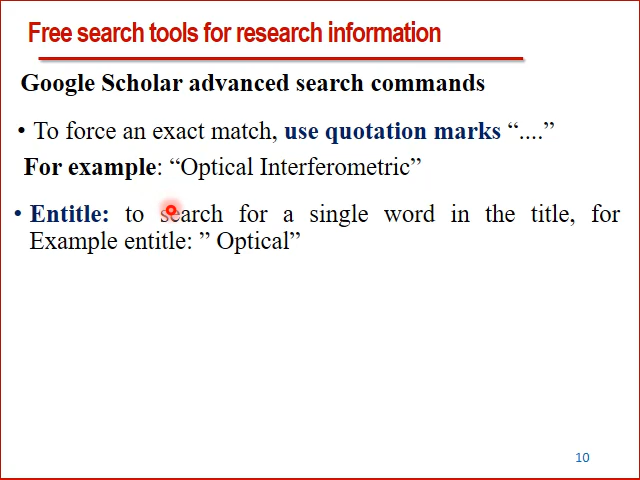 Free search tools for research information
Google Scholar advanced search commands
• To force an exact match, use quotation marks “....”
For example: “Optical Interferometric”
• Entitle: to search for a single word in the title, for
Example entitle: ” Optical”
10